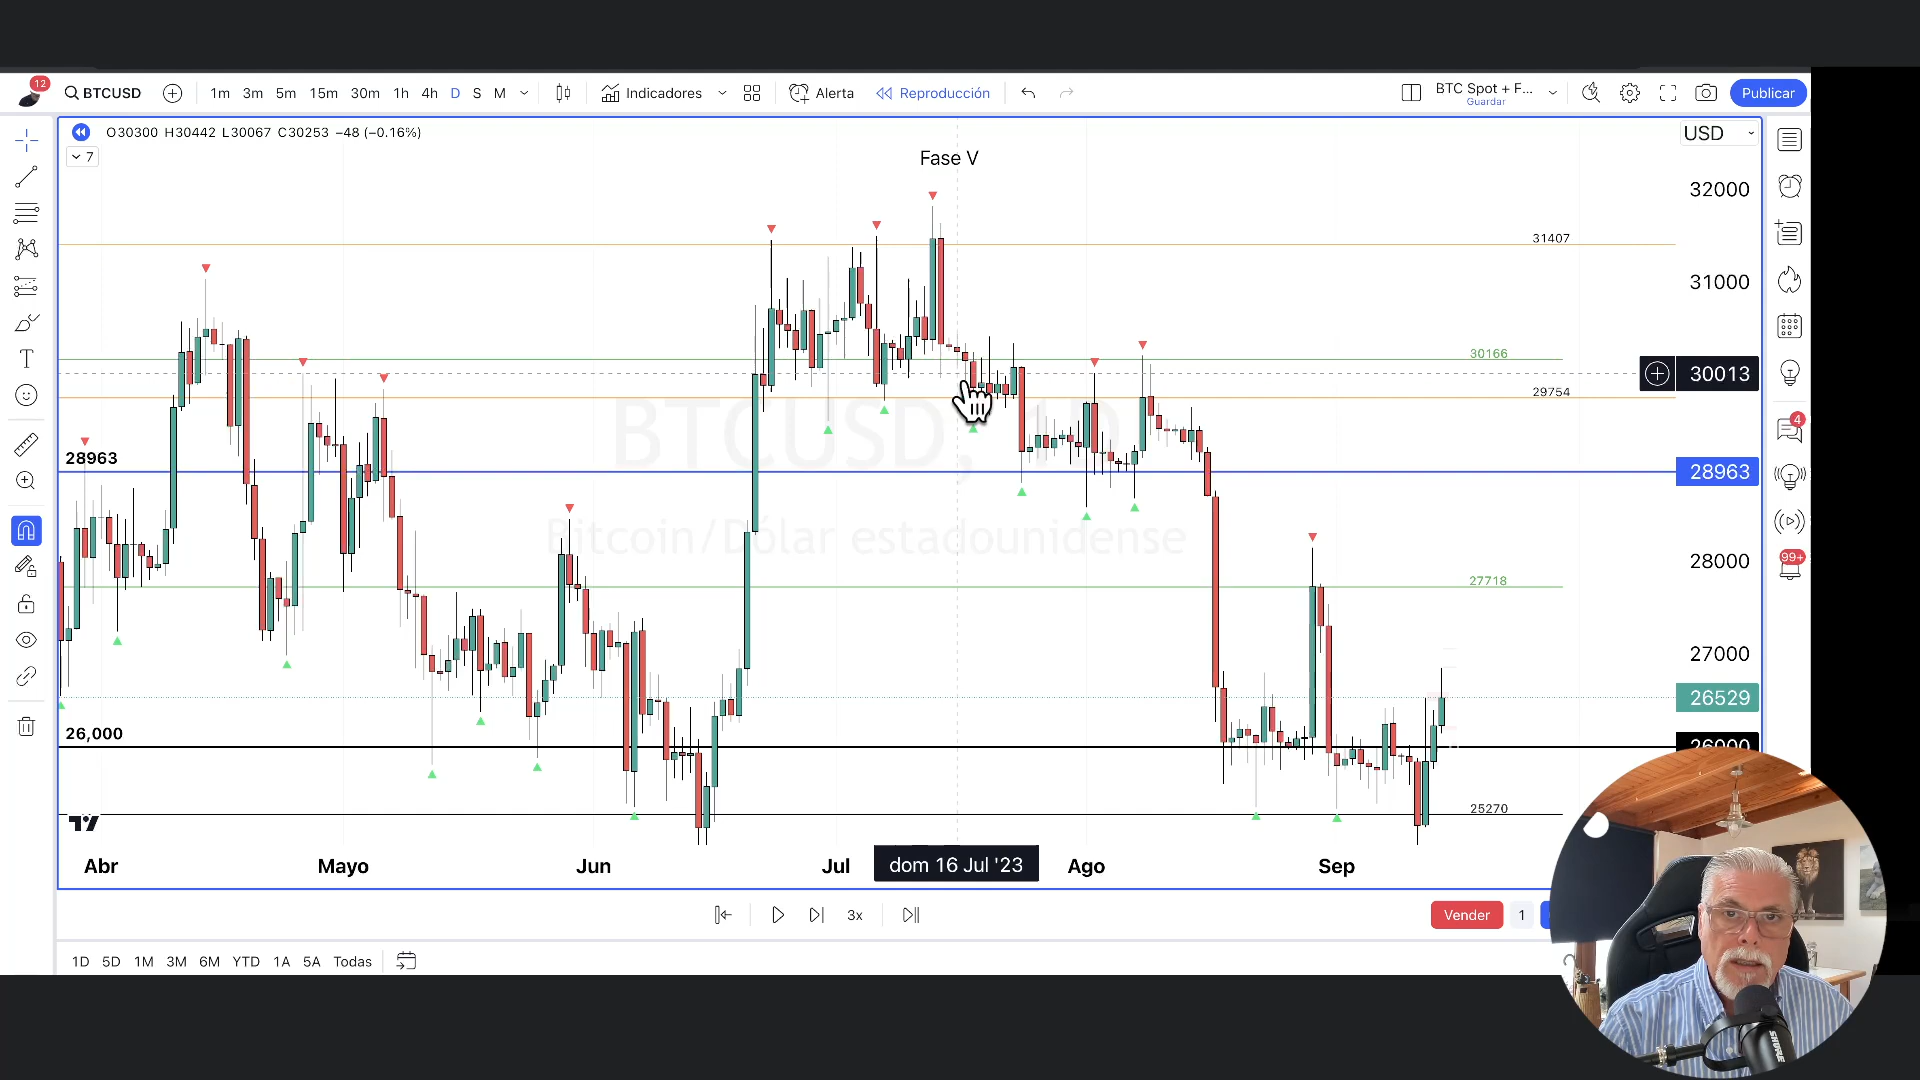 12
BTCUSD 1m 3m 5m 15m 30m 1h 4h D S M Indicadores Alerta Reproducción BTC Spot + F... Publicar
Guardar
O30300 H30442 L30067 C30253 −48 (−0.16%) USD
7
Fase V
32000
31407
31000
30166
30013
29754
BTCUSD, 1D
4
28963
28963
Bitcoin/Dólar estadounidense
99+
28000
27718
27000
26529
26,000
26000
25270
Abr Mayo Jun Jul dom 16 Jul '23 Ago Sep
3x Vender 1
1D 5D 1M 3M 6M YTD 1A 5A Todas
SHURE